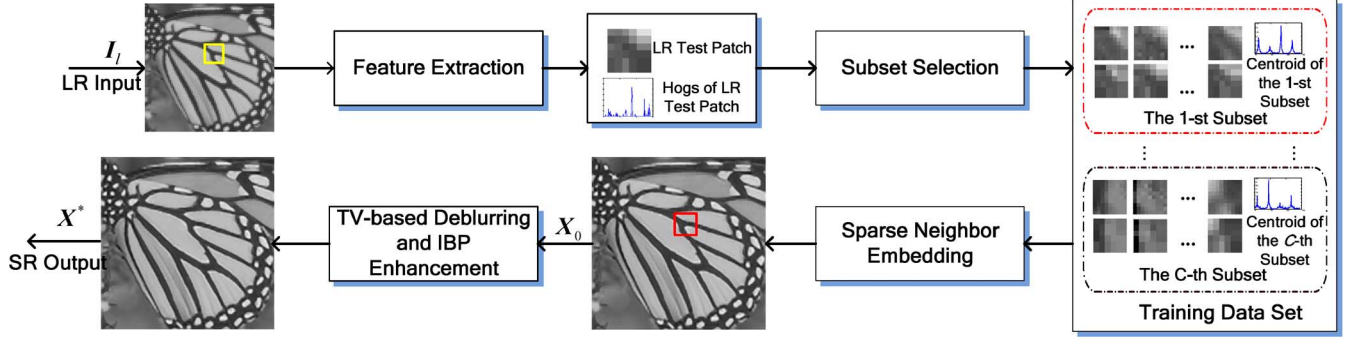 I_l
LR Input
Feature Extraction
LR Test Patch
Hogs of LR
Test Patch
Subset Selection
...
...
Centroid of
the 1-st
Subset
The 1-st Subset
...
...
Centroid of
the C-th
Subset
The C-th Subset
Training Data Set
Sparse Neighbor
Embedding
X_0
TV-based Deblurring
and IBP
Enhancement
X^*
SR Output